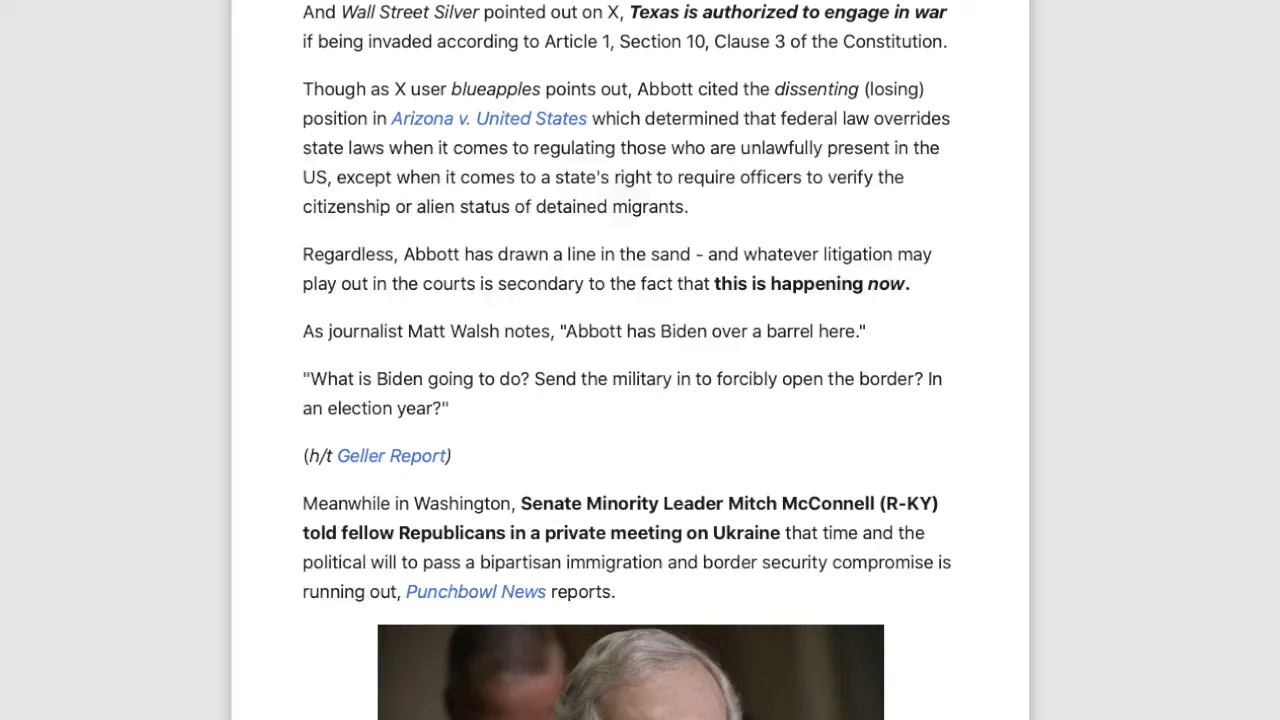 And Wall Street Silver pointed out on X, Texas is authorized to engage in war
if being invaded according to Article 1, Section 10, Clause 3 of the Constitution.
Though as X user blueapples points out, Abbott cited the dissenting (losing)
position in Arizona v. United States which determined that federal law overrides
state laws when it comes to regulating those who are unlawfully present in the
US, except when it comes to a state's right to require officers to verify the
citizenship or alien status of detained migrants.
Regardless, Abbott has drawn a line in the sand - and whatever litigation may
play out in the courts is secondary to the fact that this is happening now.
As journalist Matt Walsh notes, "Abbott has Biden over a barrel here."
"What is Biden going to do? Send the military in to forcibly open the border? In
an election year?"
(h/t Geller Report)
Meanwhile in Washington, Senate Minority Leader Mitch McConnell (R-KY)
told fellow Republicans in a private meeting on Ukraine that time and the
political will to pass a bipartisan immigration and border security compromise is
running out, Punchbowl News reports.